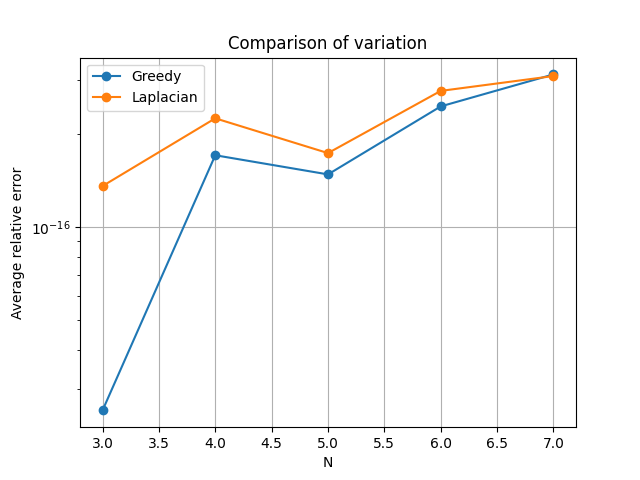 Comparison of variation
Greedy
Laplacian
Average relative error
10⁻¹⁶
3.0 3.5 4.0 4.5 5.0 5.5 6.0 6.5 7.0
N